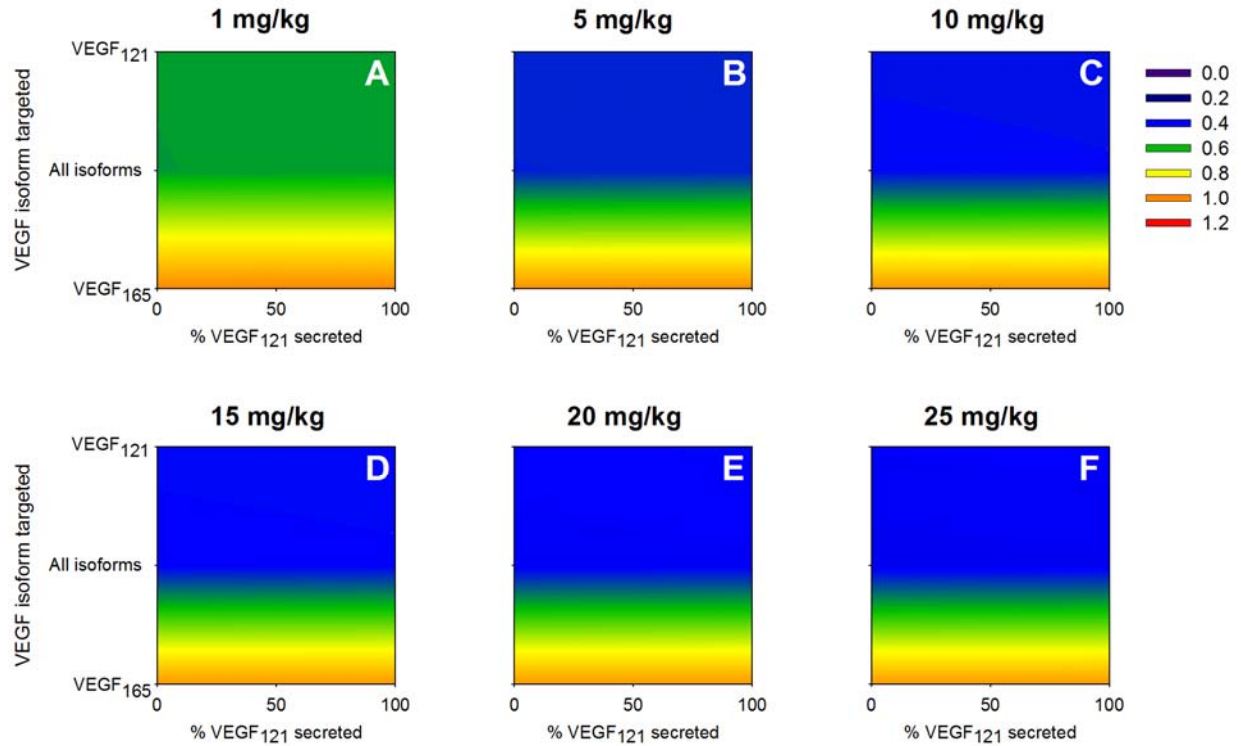 1 mg/kg 5 mg/kg 10 mg/kg
VEGF121 A B C
0.0
0.2
0.4
0.6
0.8
1.0
1.2
VEGF isoform targeted
All isoforms
VEGF165
0 50 100 0 50 100 0 50 100
% VEGF121 secreted % VEGF121 secreted % VEGF121 secreted
15 mg/kg 20 mg/kg 25 mg/kg
VEGF121 D E F
VEGF isoform targeted
All isoforms
VEGF165
0 50 100 0 50 100 0 50 100
% VEGF121 secreted % VEGF121 secreted % VEGF121 secreted